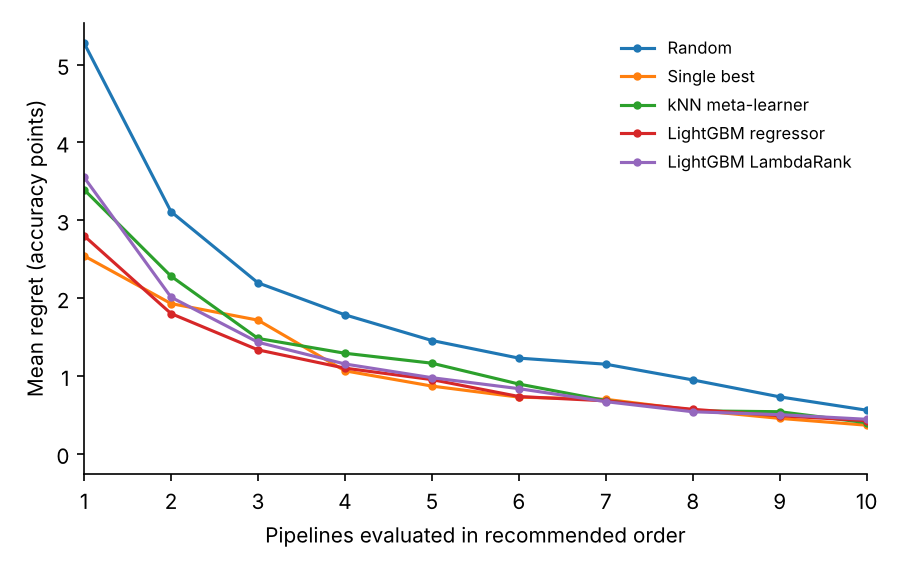 Mean regret (accuracy points)
5
4
3
2
1
0
Random
Single best
kNN meta-learner
LightGBM regressor
LightGBM LambdaRank
1 2 3 4 5 6 7 8 9 10
Pipelines evaluated in recommended order